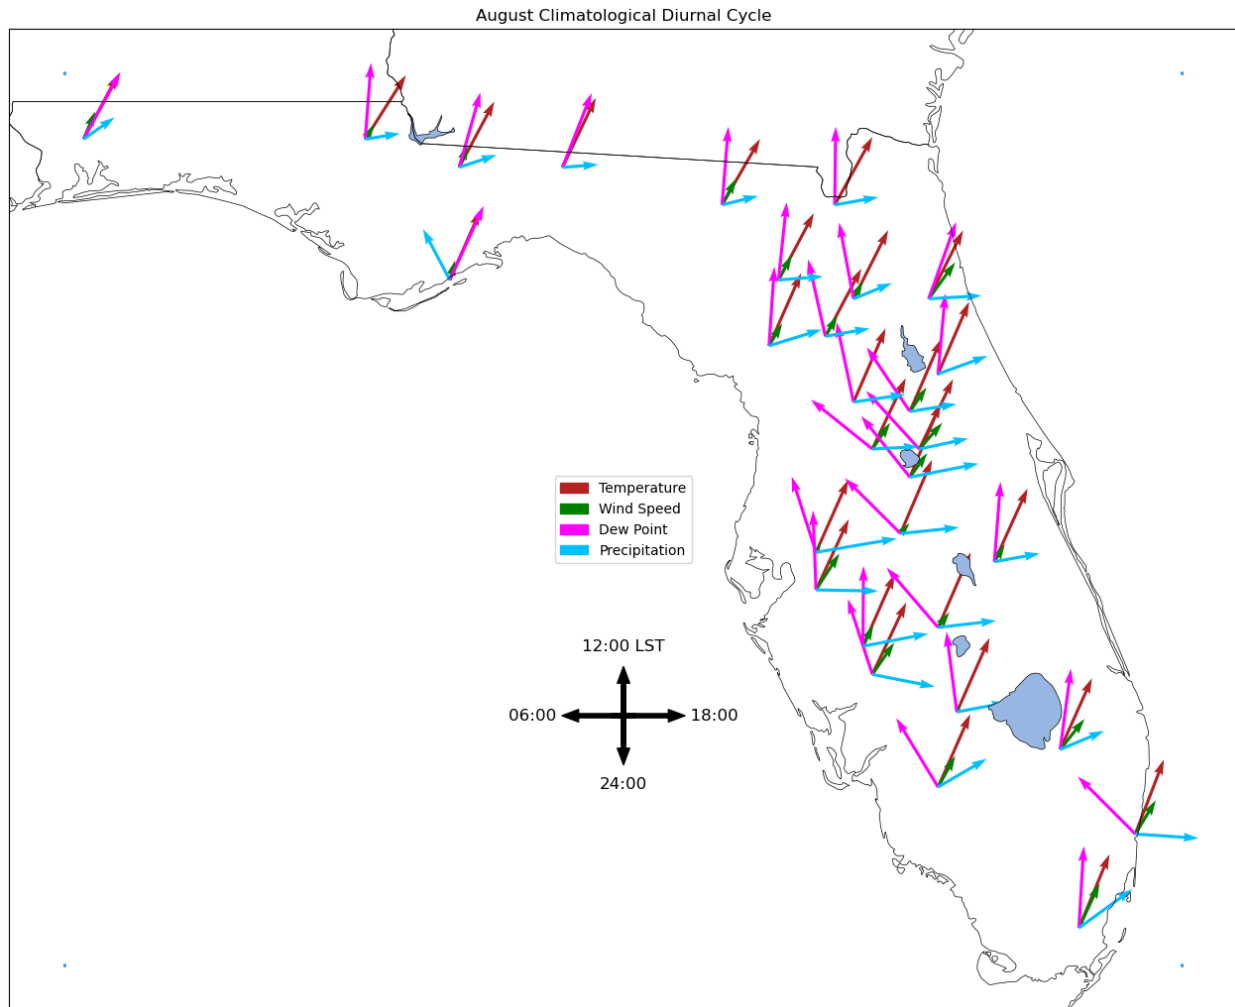 August Climatological Diurnal Cycle
Temperature
Wind Speed
Dew Point
Precipitation
12:00 LST
06:00
18:00
24:00